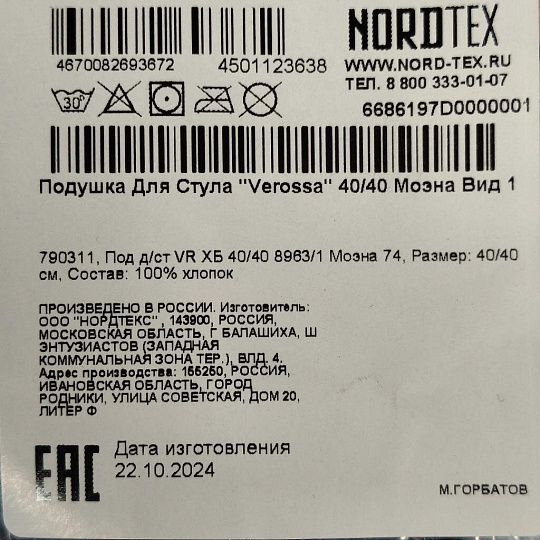 NORDTEX
4670082693672 4501123638 WWW.NORD-TEX.RU
ТЕЛ. 8 800 333-01-07
30°
6686197D0000001
Подушка Для Стула "Verossa" 40/40 Моэна Вид 1
790311, Под д/ст VR ХБ 40/40 8963/1 Моэна 74, Размер: 40/40
см, Состав: 100% хлопок
ПРОИЗВЕДЕНО В РОССИИ. Изготовитель:
ООО "НОРДТЕКС" , 143900, РОССИЯ,
МОСКОВСКАЯ ОБЛАСТЬ, Г БАЛАШИХА, Ш
ЭНТУЗИАСТОВ (ЗАПАДНАЯ
КОММУНАЛЬНАЯ ЗОНА ТЕР.), ВЛД. 4.
Адрес производства: 155250, РОССИЯ,
ИВАНОВСКАЯ ОБЛАСТЬ, ГОРОД
РОДНИКИ, УЛИЦА СОВЕТСКАЯ, ДОМ 20,
ЛИТЕР Ф
EAC
Дата изготовления
22.10.2024
М.ГОРБАТОВ